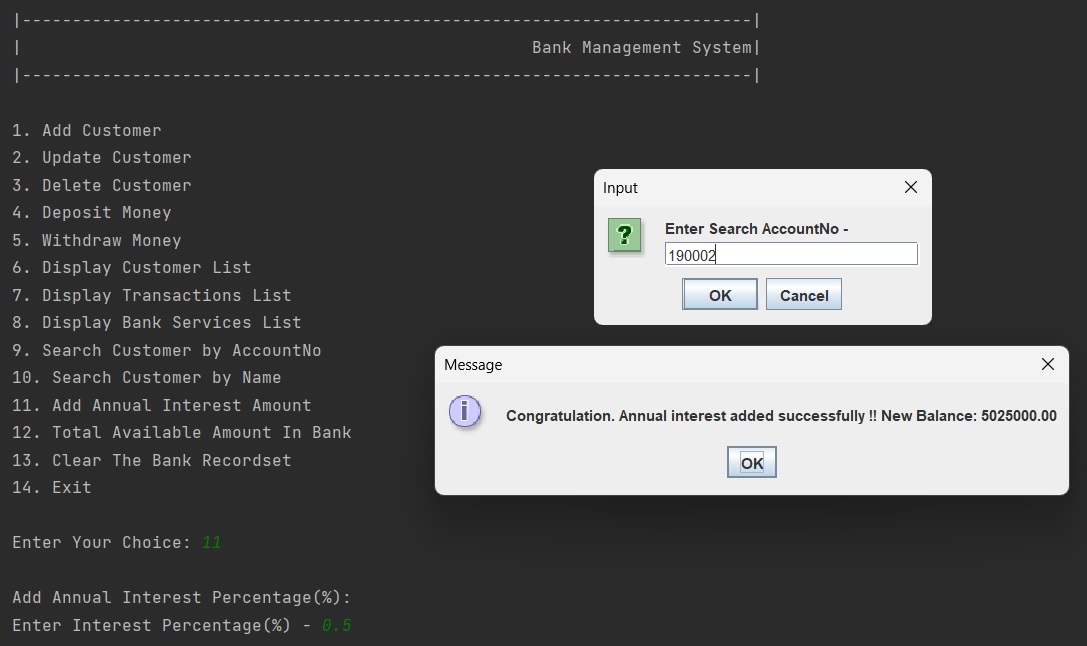 |-------------------------------------------------------------------------|
| Bank Management System|
|-------------------------------------------------------------------------|
1. Add Customer
2. Update Customer
3. Delete Customer
4. Deposit Money
5. Withdraw Money
6. Display Customer List
7. Display Transactions List
8. Display Bank Services List
9. Search Customer by AccountNo
10. Search Customer by Name
11. Add Annual Interest Amount
12. Total Available Amount In Bank
13. Clear The Bank Recordset
14. Exit
Enter Your Choice: 11
Add Annual Interest Percentage(%):
Enter Interest Percentage(%) - 0.5
Input
Enter Search AccountNo -
190002
OK Cancel
Message
Congratulation. Annual interest added successfully !! New Balance: 5025000.00
OK